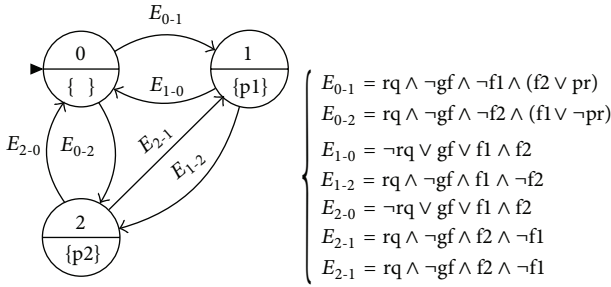 E0-1
0
{ }
1
{p1}
E1-0
E2-1
E1-2
E2-0
E0-2
2
{p2}
E0-1 = rq ∧ ¬gf ∧ ¬f1 ∧ (f2 ∨ pr)
E0-2 = rq ∧ ¬gf ∧ ¬f2 ∧ (f1 ∨ ¬pr)
E1-0 = ¬rq ∨ gf ∨ f1 ∧ f2
E1-2 = rq ∧ ¬gf ∧ f1 ∧ ¬f2
E2-0 = ¬rq ∨ gf ∨ f1 ∧ f2
E2-1 = rq ∧ ¬gf ∧ f2 ∧ ¬f1
E2-1 = rq ∧ ¬gf ∧ f2 ∧ ¬f1